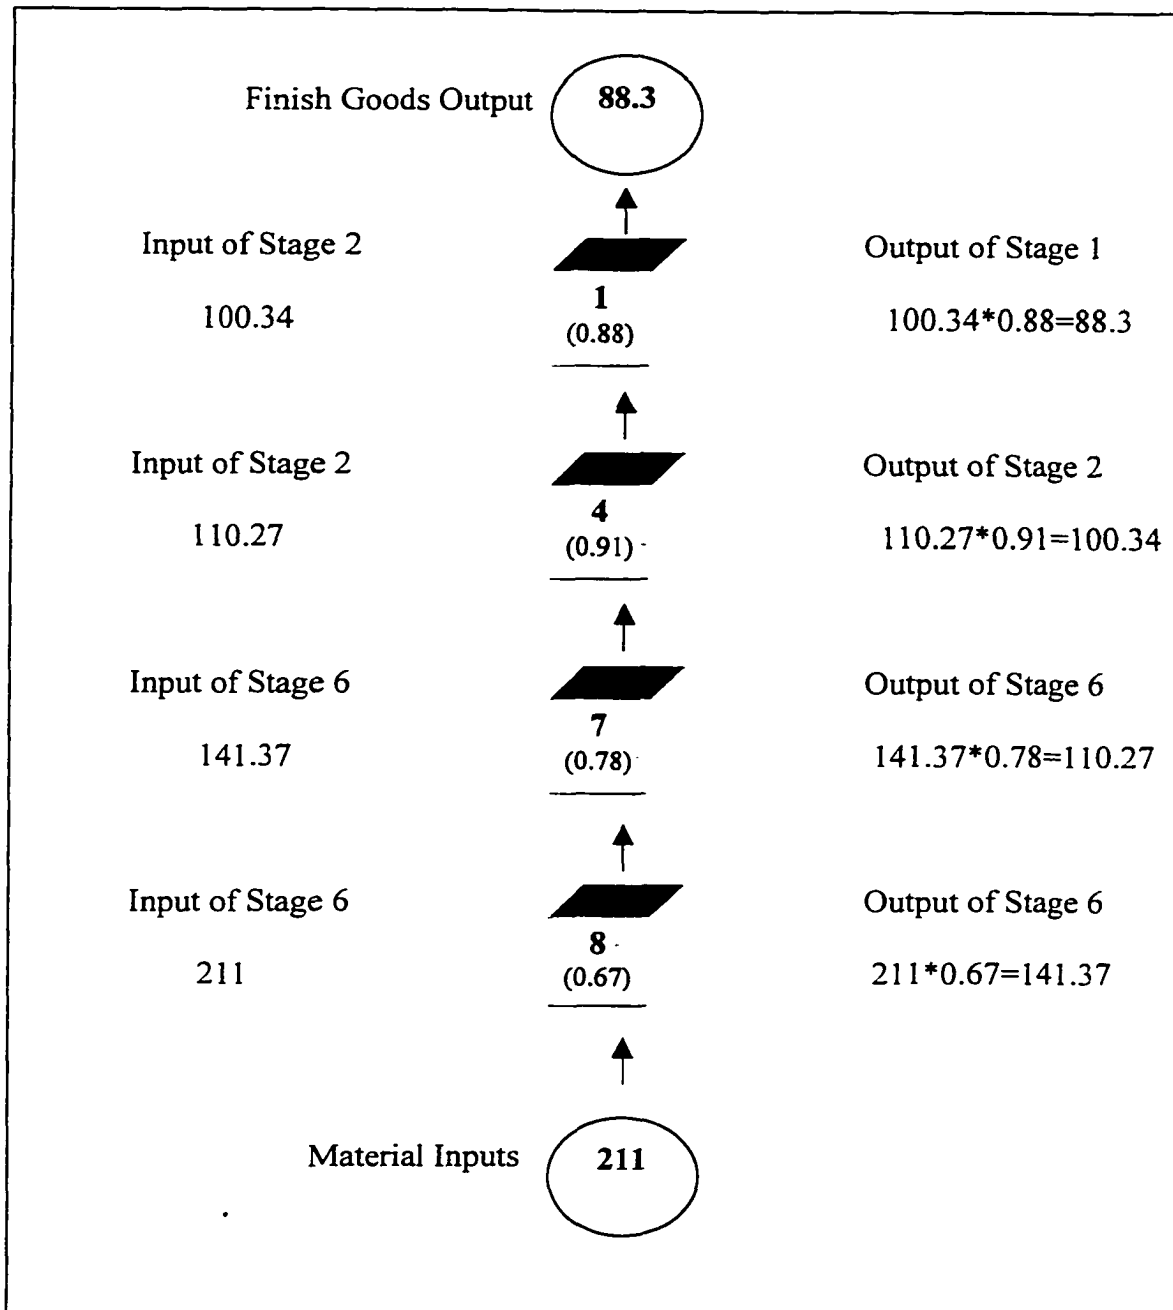 Finish Goods Output 88.3
Input of Stage 2 Output of Stage 1
1
100.34 100.34*0.88=88.3
(0.88)
Input of Stage 2 Output of Stage 2
4
110.27 110.27*0.91=100.34
(0.91)
Input of Stage 6 Output of Stage 6
7
141.37 141.37*0.78=110.27
(0.78)
Input of Stage 6 Output of Stage 6
8
211 211*0.67=141.37
(0.67)
Material Inputs 211